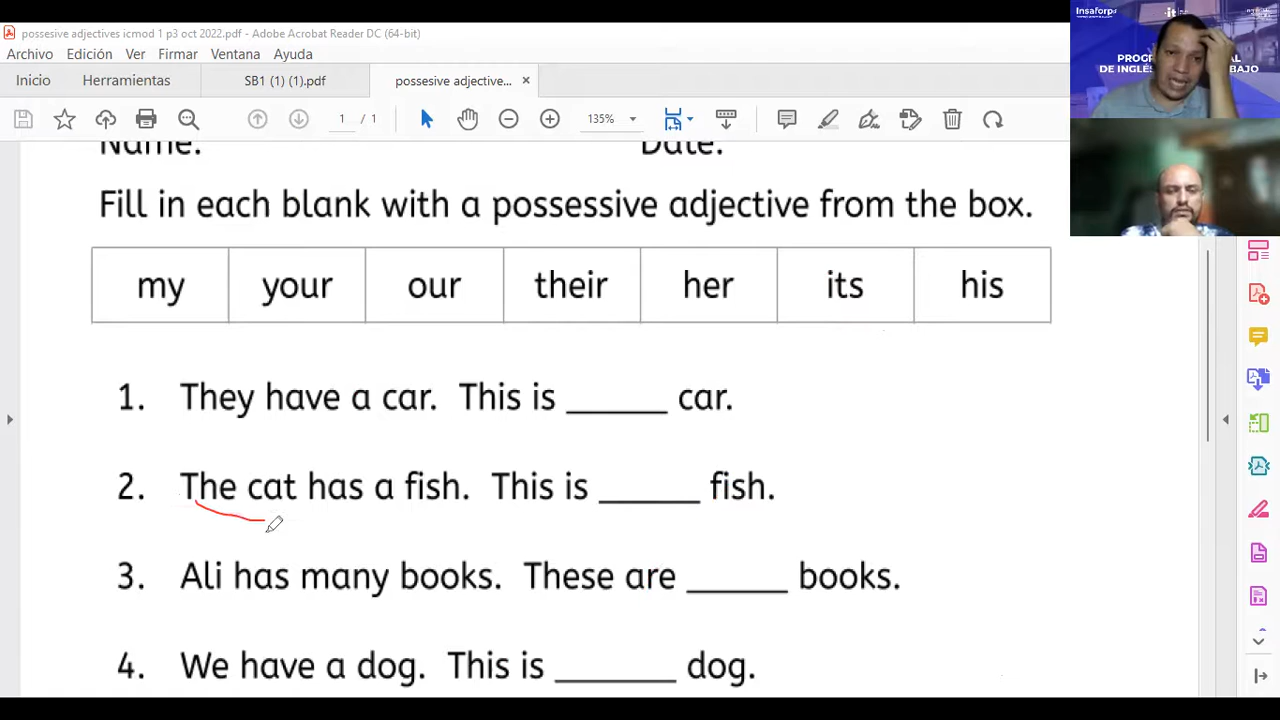 possesive adjectives icmod 1 p3 oct 2022.pdf - Adobe Acrobat Reader DC (64-bit)
Archivo Edición Ver Firmar Ventana Ayuda
Inicio Herramientas SB1 (1) (1).pdf possesive adjective... ×
1 / 1 135%
Insaforp it
DE INGLÉS BAJO
Name: Date:
Fill in each blank with a possessive adjective from the box.
my your our their her its his
1. They have a car. This is ______ car.
2. The cat has a fish. This is ______ fish.
3. Ali has many books. These are ______ books.
4. We have a dog. This is _______ dog.